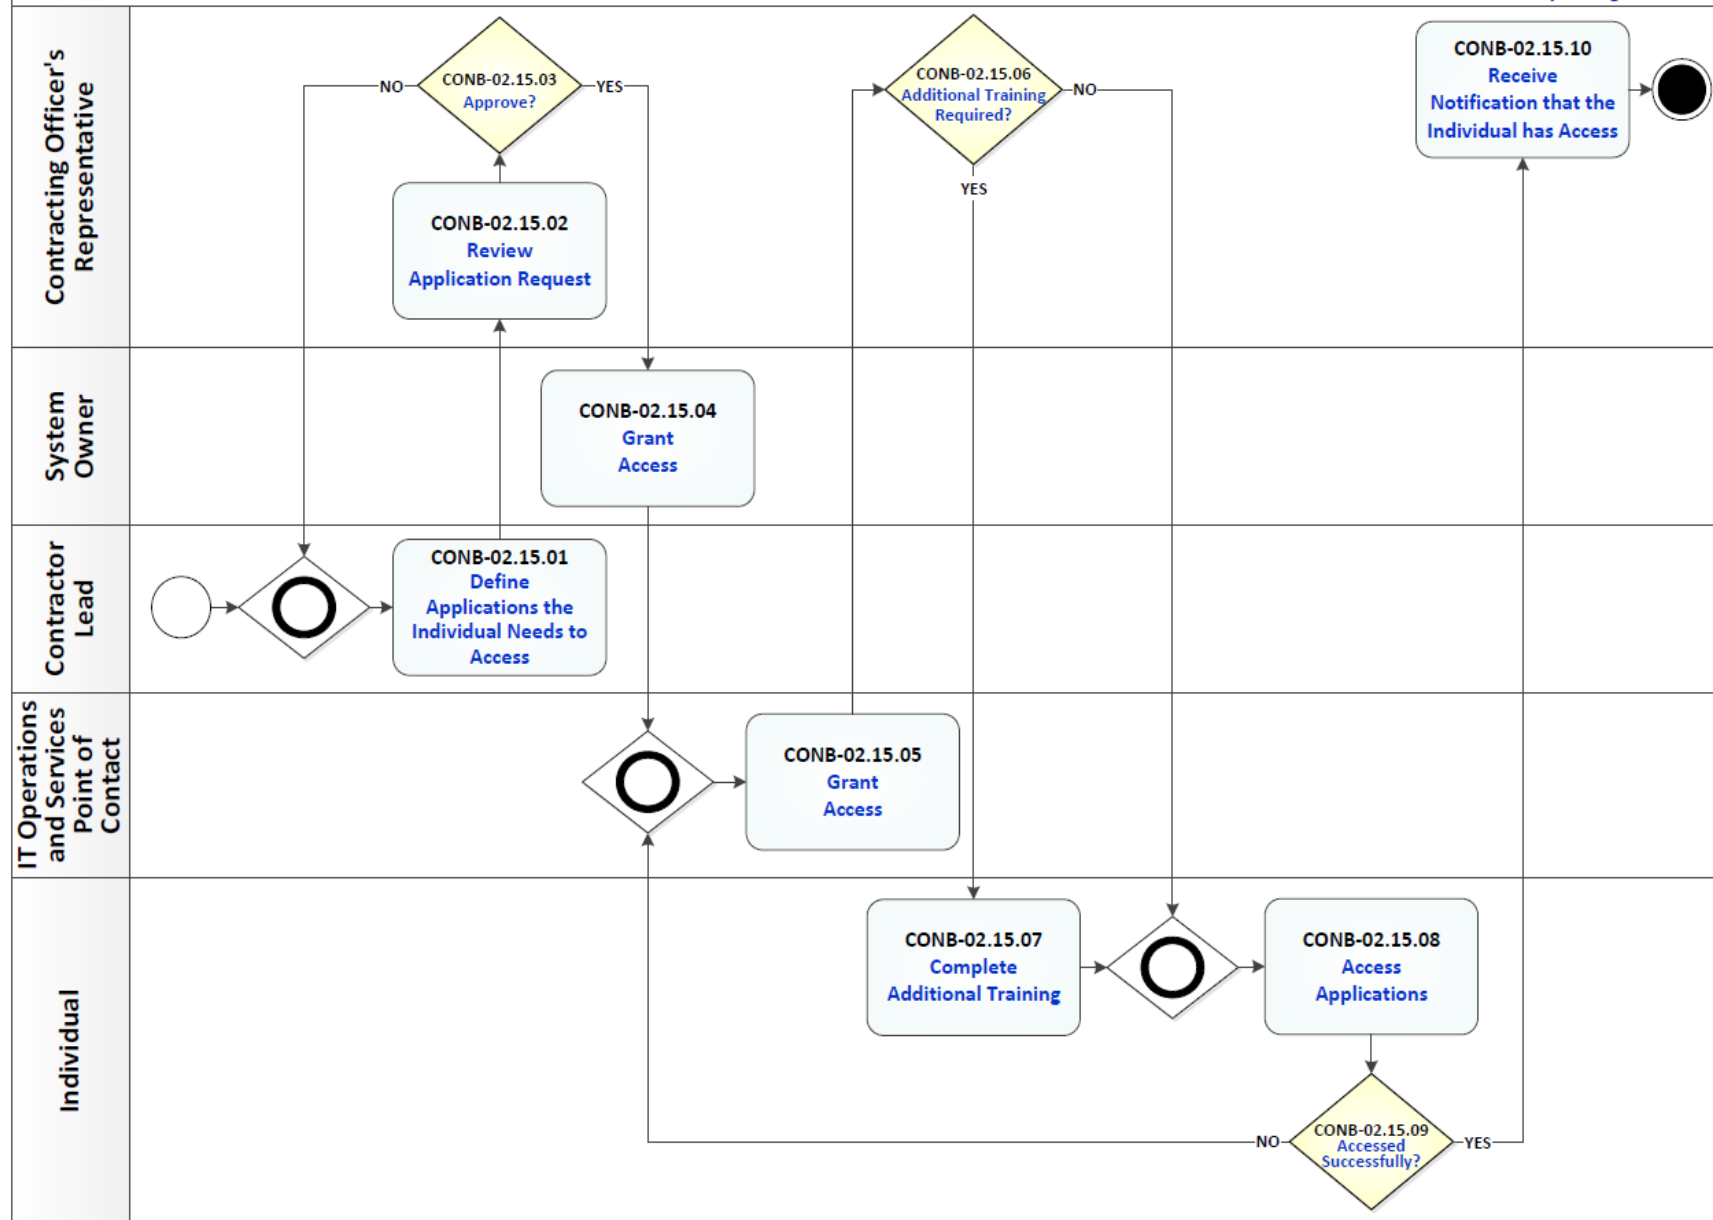 Contracting Officer's
Representative
CONB-02.15.03
Approve?
NO
YES
CONB-02.15.02
Review
Application Request
CONB-02.15.06
Additional Training
Required?
NO
YES
CONB-02.15.10
Receive
Notification that the
Individual has Access
System
Owner
CONB-02.15.04
Grant
Access
Contractor
Lead
CONB-02.15.01
Define
Applications the
Individual Needs to
Access
IT Operations
and Services
Point of
Contact
CONB-02.15.05
Grant
Access
Individual
CONB-02.15.07
Complete
Additional Training
CONB-02.15.08
Access
Applications
CONB-02.15.09
Accessed
Successfully?
NO
YES